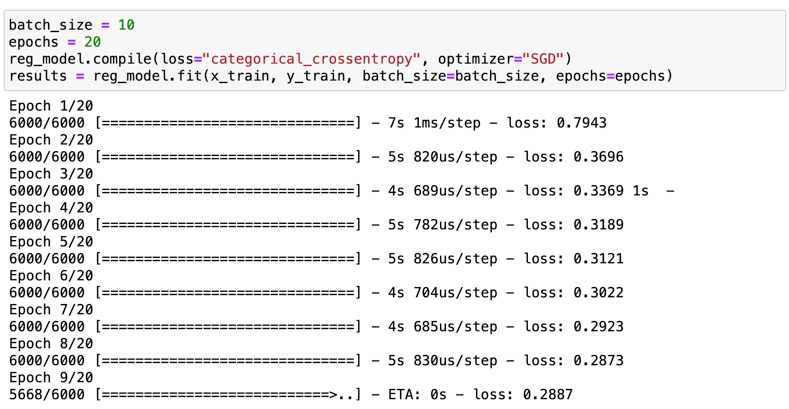 batch_size = 10
epochs = 20
reg_model.compile(loss="categorical_crossentropy", optimizer="SGD")
results = reg_model.fit(x_train, y_train, batch_size=batch_size, epochs=epochs)
Epoch 1/20
6000/6000 [==============================] - 7s 1ms/step - loss: 0.7943
Epoch 2/20
6000/6000 [==============================] - 5s 820us/step - loss: 0.3696
Epoch 3/20
6000/6000 [==============================] - 4s 689us/step - loss: 0.3369 1s  -
Epoch 4/20
6000/6000 [==============================] - 5s 782us/step - loss: 0.3189
Epoch 5/20
6000/6000 [==============================] - 5s 826us/step - loss: 0.3121
Epoch 6/20
6000/6000 [==============================] - 4s 704us/step - loss: 0.3022
Epoch 7/20
6000/6000 [==============================] - 4s 685us/step - loss: 0.2923
Epoch 8/20
6000/6000 [==============================] - 5s 830us/step - loss: 0.2873
Epoch 9/20
5668/6000 [===========================>..] - ETA: 0s - loss: 0.2887